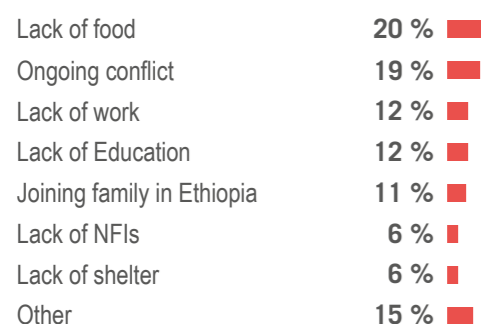 Lack of food 20 %
Ongoing conflict 19 %
Lack of work 12 %
Lack of Education 12 %
Joining family in Ethiopia 11 %
Lack of NFIs 6 %
Lack of shelter 6 %
Other 15 %